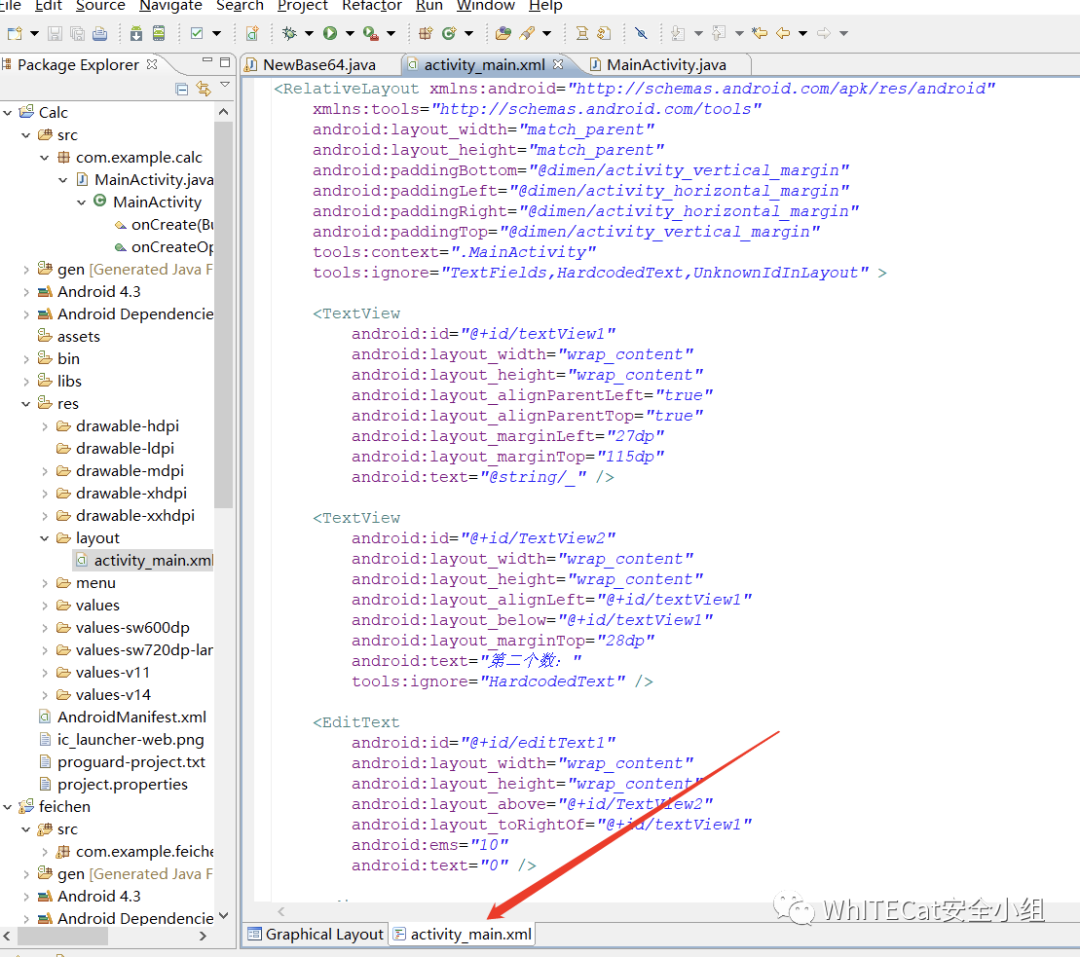 File Edit Source Navigate Search Project Refactor Run Window Help
Package Explorer
NewBase64.java activity_main.xml MainActivity.java
Calc
src
com.example.calc
MainActivity.java
MainActivity
onCreate(Bu
onCreateOp
gen [Generated Java F
Android 4.3
Android Dependencie
assets
bin
libs
res
drawable-hdpi
drawable-ldpi
drawable-mdpi
drawable-xhdpi
drawable-xxhdpi
layout
activity_main.xml
menu
values
values-sw600dp
values-sw720dp-lan
values-v11
values-v14
AndroidManifest.xml
ic_launcher-web.png
proguard-project.txt
project.properties
feichen
src
com.example.feiche
gen [Generated Java F
Android 4.3
Android Dependencie
<RelativeLayout xmlns:android="http://schemas.android.com/apk/res/android"
xmlns:tools="http://schemas.android.com/tools"
android:layout_width="match_parent"
android:layout_height="match_parent"
android:paddingBottom="@dimen/activity_vertical_margin"
android:paddingLeft="@dimen/activity_horizontal_margin"
android:paddingRight="@dimen/activity_horizontal_margin"
android:paddingTop="@dimen/activity_vertical_margin"
tools:context=".MainActivity"
tools:ignore="TextFields,HardcodedText,UnknownIdInLayout" >
<TextView
android:id="@+id/textView1"
android:layout_width="wrap_content"
android:layout_height="wrap_content"
android:layout_alignParentLeft="true"
android:layout_alignParentTop="true"
android:layout_marginLeft="27dp"
android:layout_marginTop="115dp"
android:text="@string/_" />
<TextView
android:id="@+id/TextView2"
android:layout_width="wrap_content"
android:layout_height="wrap_content"
android:layout_alignLeft="@+id/textView1"
android:layout_below="@+id/textView1"
android:layout_marginTop="28dp"
android:text="第二个数："
tools:ignore="HardcodedText" />
<EditText
android:id="@+id/editText1"
android:layout_width="wrap_content"
android:layout_height="wrap_content"
android:layout_above="@+id/TextView2"
android:layout_toRightOf="@+id/textView1"
android:ems="10"
android:text="0" />
WhITECat安全小组
Graphical Layout activity_main.xml